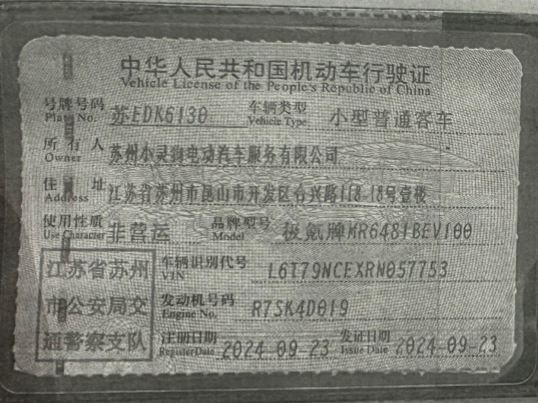 中华人民共和国机动车行驶证
Vehicle License of the People's Republic of China
号牌号码 苏EDK6130 车辆类型 小型普通客车
Plate No. Vehicle Type
所有人 苏州小灵狗电动汽车服务有限公司
Owner
住址 江苏省苏州市昆山市开发区台兴路118-18号壹楼
Address
使用性质 非营运 品牌型号 极氪牌MR6481BEV100
Use Character Model
江苏省苏州 车辆识别代号 L6T79NCEXRN057753
VIN
市公安局交 发动机号码 R7SK4D019
Engine No.
通警察支队 注册日期 2024-09-23 发证日期 2024-09-23
Register Date Issue Date